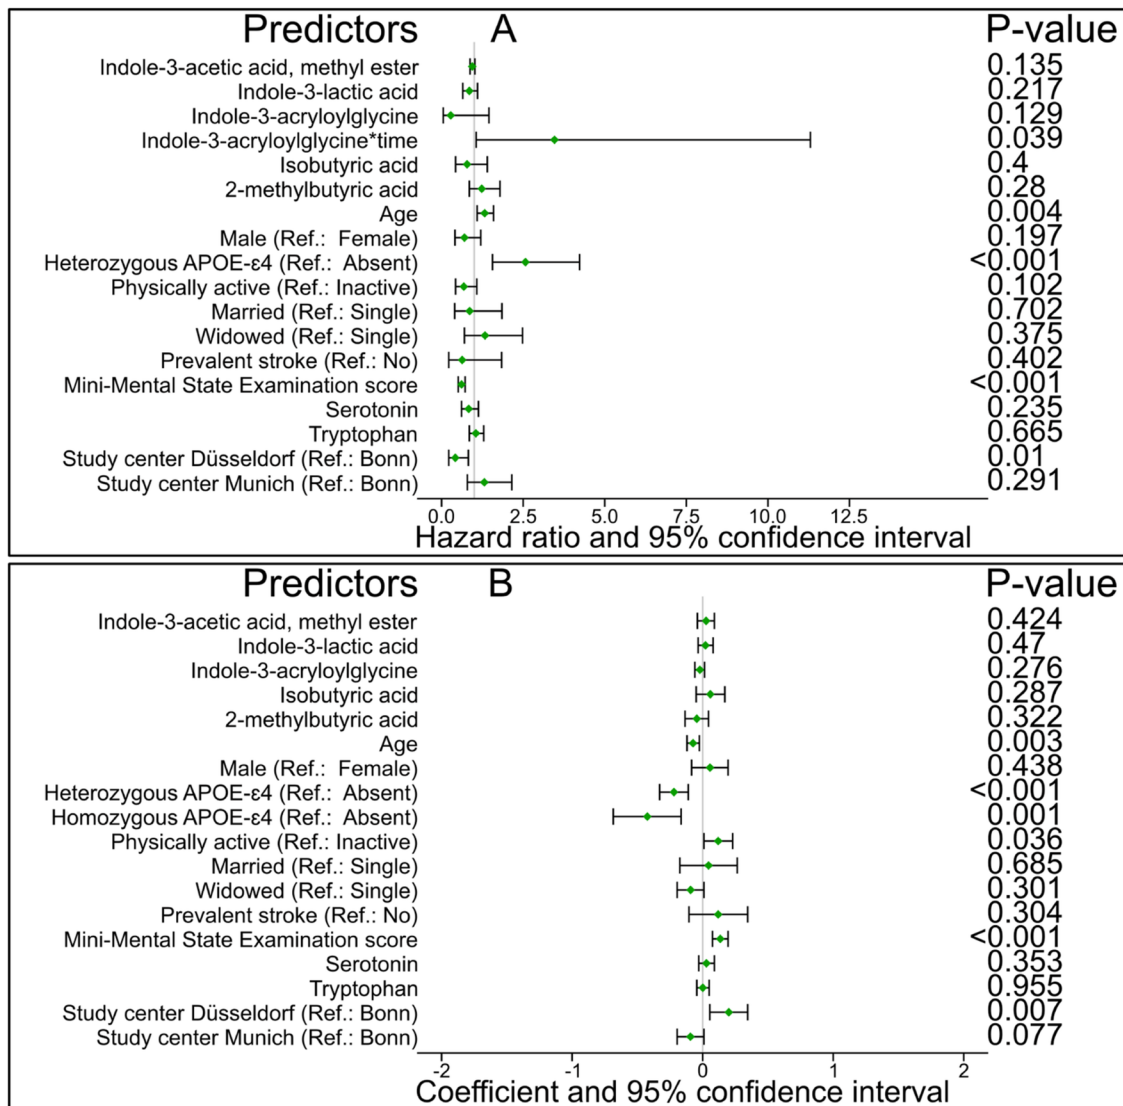 Predictors A P-value
Indole-3-acetic acid, methyl ester 0.135
Indole-3-lactic acid 0.217
Indole-3-acryloylglycine 0.129
Indole-3-acryloylglycine*time 0.039
Isobutyric acid 0.4
2-methylbutyric acid 0.28
Age 0.004
Male (Ref.: Female) 0.197
Heterozygous APOE-ε4 (Ref.: Absent) <0.001
Physically active (Ref.: Inactive) 0.102
Married (Ref.: Single) 0.702
Widowed (Ref.: Single) 0.375
Prevalent stroke (Ref.: No) 0.402
Mini-Mental State Examination score <0.001
Serotonin 0.235
Tryptophan 0.665
Study center Düsseldorf (Ref.: Bonn) 0.01
Study center Munich (Ref.: Bonn) 0.291
0.0 2.5 5.0 7.5 10.0 12.5
Hazard ratio and 95% confidence interval
Predictors B P-value
Indole-3-acetic acid, methyl ester 0.424
Indole-3-lactic acid 0.47
Indole-3-acryloylglycine 0.276
Isobutyric acid 0.287
2-methylbutyric acid 0.322
Age 0.003
Male (Ref.: Female) 0.438
Heterozygous APOE-ε4 (Ref.: Absent) <0.001
Homozygous APOE-ε4 (Ref.: Absent) 0.001
Physically active (Ref.: Inactive) 0.036
Married (Ref.: Single) 0.685
Widowed (Ref.: Single) 0.301
Prevalent stroke (Ref.: No) 0.304
Mini-Mental State Examination score <0.001
Serotonin 0.353
Tryptophan 0.955
Study center Düsseldorf (Ref.: Bonn) 0.007
Study center Munich (Ref.: Bonn) 0.077
-2 -1 0 1 2
Coefficient and 95% confidence interval